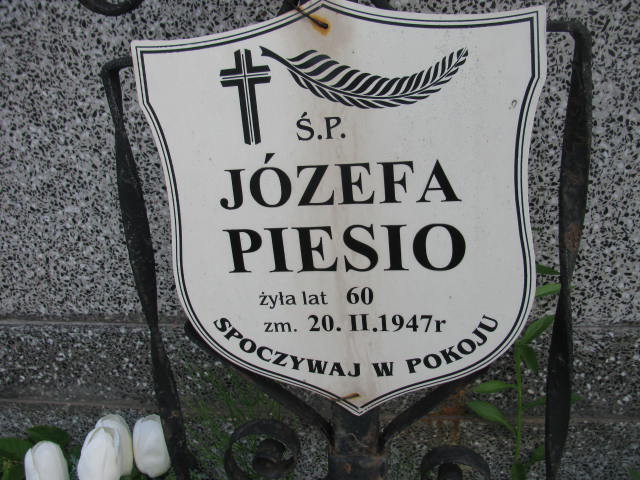 Ś.P.
JÓZEFA
PIESIO
żyła lat 60
zm. 20. II. 1947r
SPOCZYWAJ W POKOJU